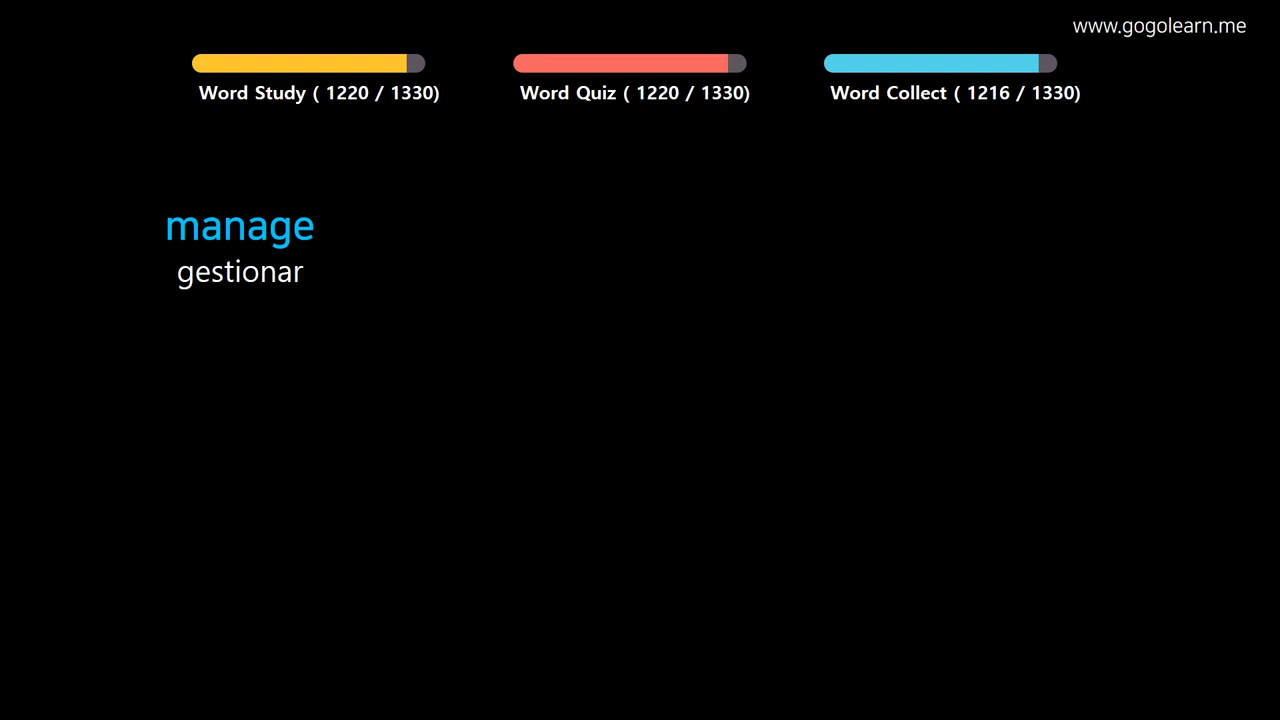 www.gogolearn.me
Word Study ( 1220 / 1330)
Word Quiz ( 1220 / 1330)
Word Collect ( 1216 / 1330)
manage
gestionar